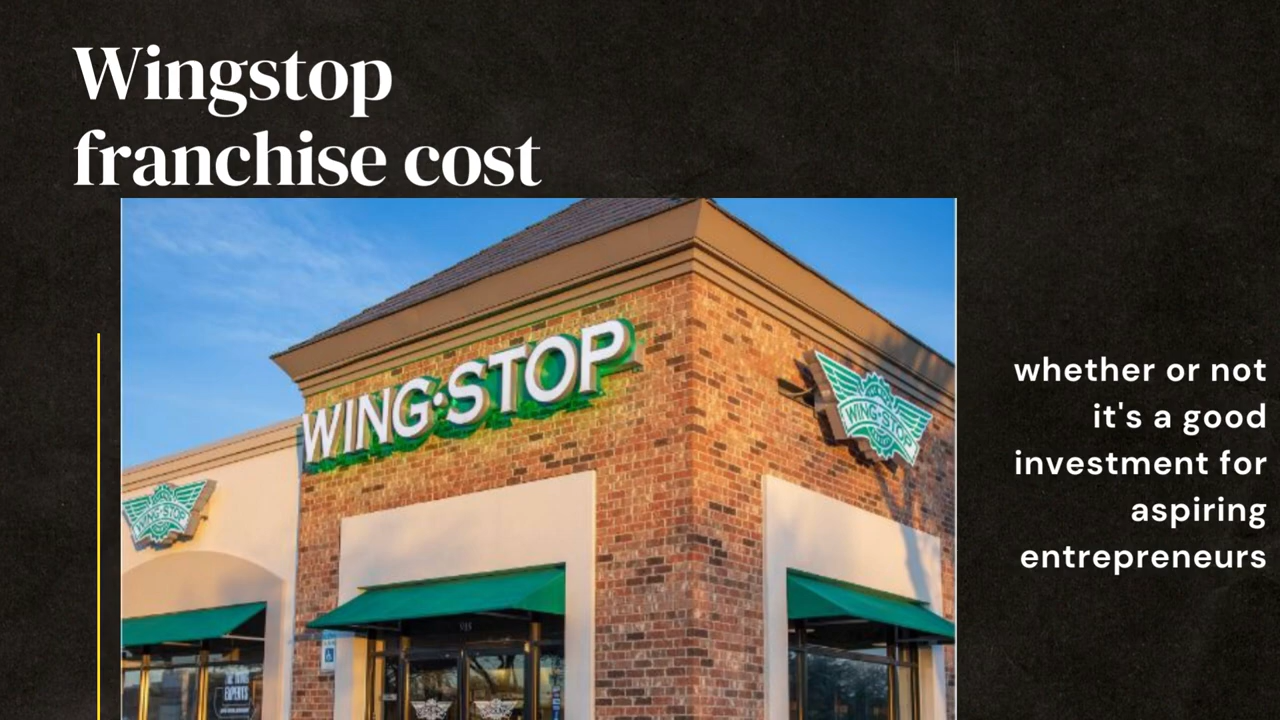 Wingstop
franchise cost
WING·STOP
WING·STOP
WING·STOP
whether or not
it's a good
investment for
aspiring
entrepreneurs